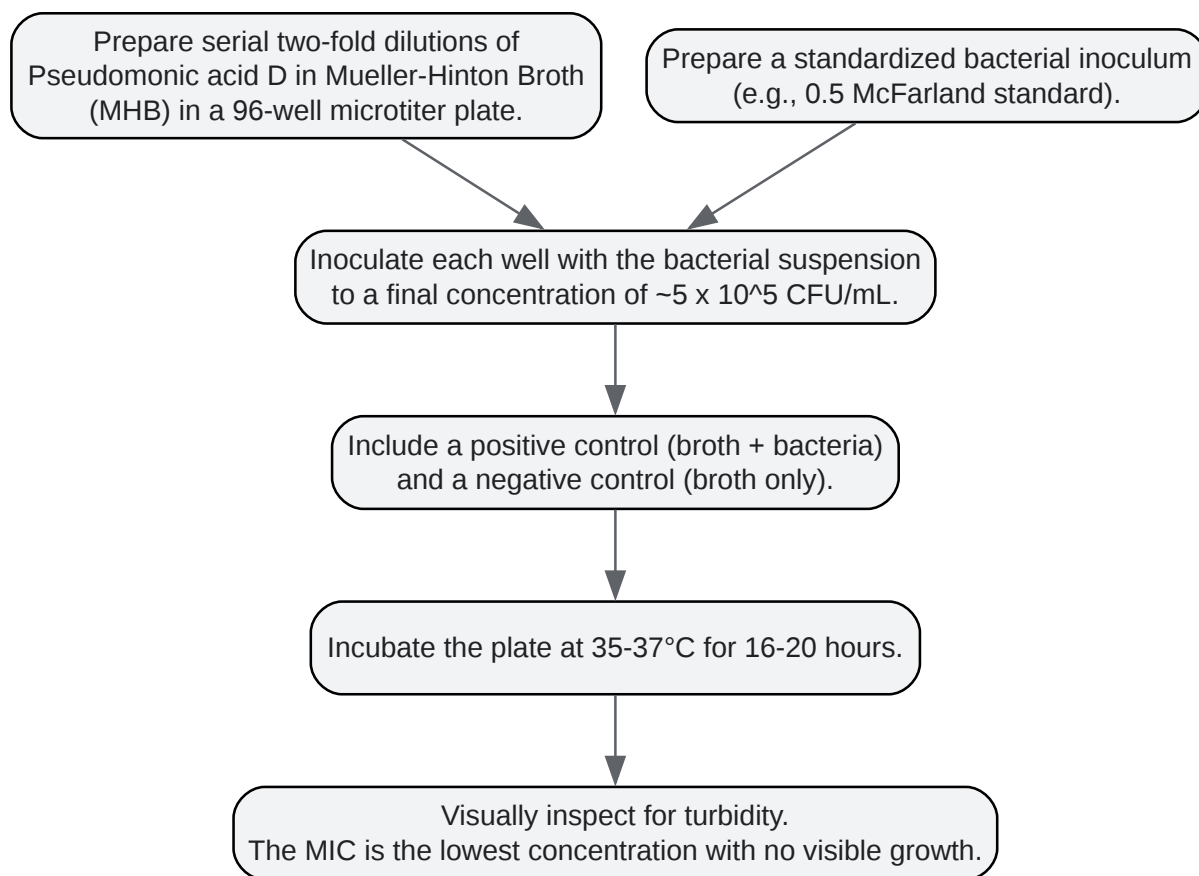 Prepare serial two-fold dilutions of
Pseudomonic acid D in Mueller-Hinton Broth
(MHB) in a 96-well microtiter plate.
Prepare a standardized bacterial inoculum
(e.g., 0.5 McFarland standard).
Inoculate each well with the bacterial suspension
to a final concentration of ~5 x 10^5 CFU/mL.
Include a positive control (broth + bacteria)
and a negative control (broth only).
Incubate the plate at 35-37°C for 16-20 hours.
Visually inspect for turbidity.
The MIC is the lowest concentration with no visible growth.